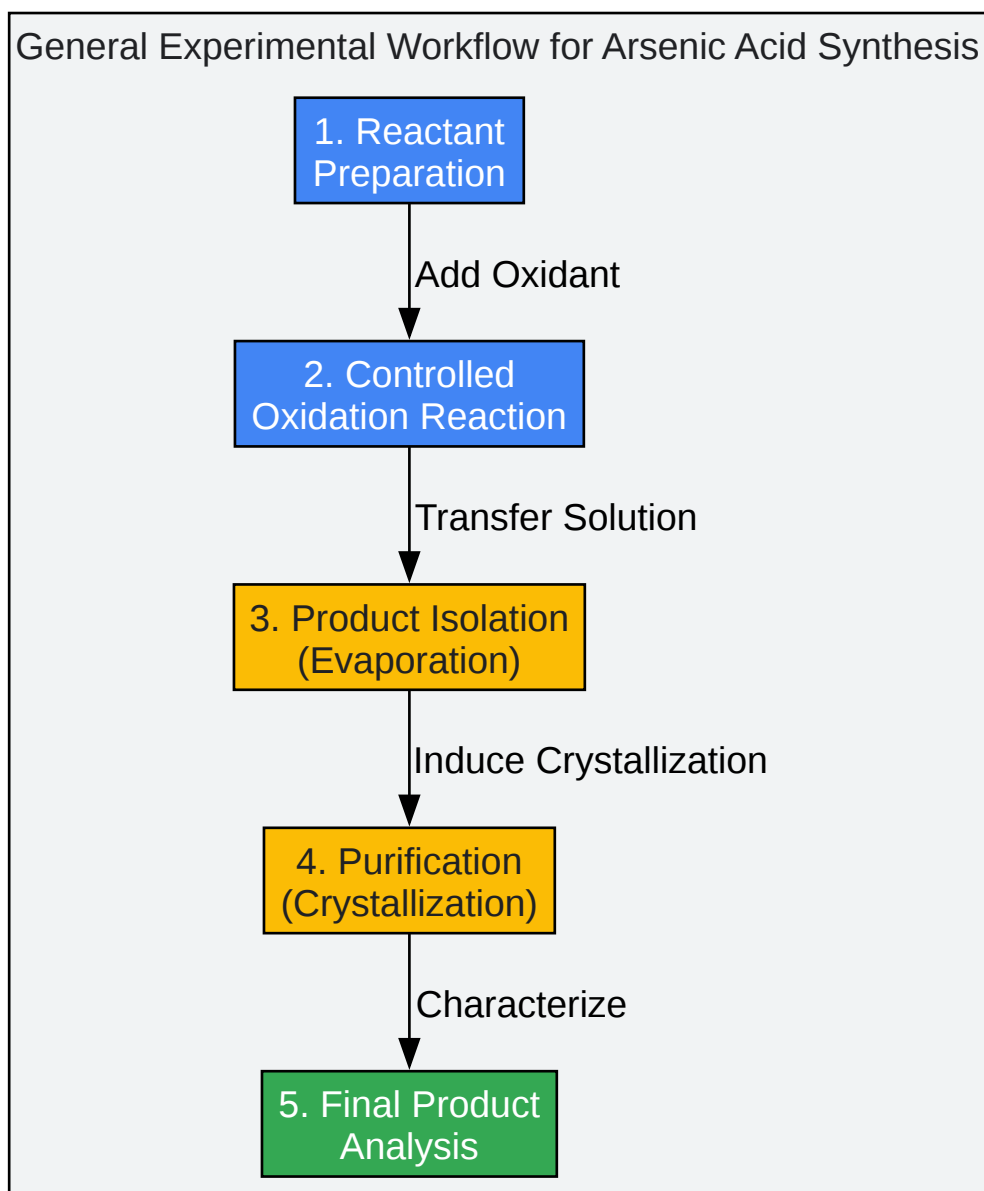 General Experimental Workflow for Arsenic Acid Synthesis
1. Reactant
Preparation
Add Oxidant
2. Controlled
Oxidation Reaction
Transfer Solution
3. Product Isolation
(Evaporation)
Induce Crystallization
4. Purification
(Crystallization)
Characterize
5. Final Product
Analysis